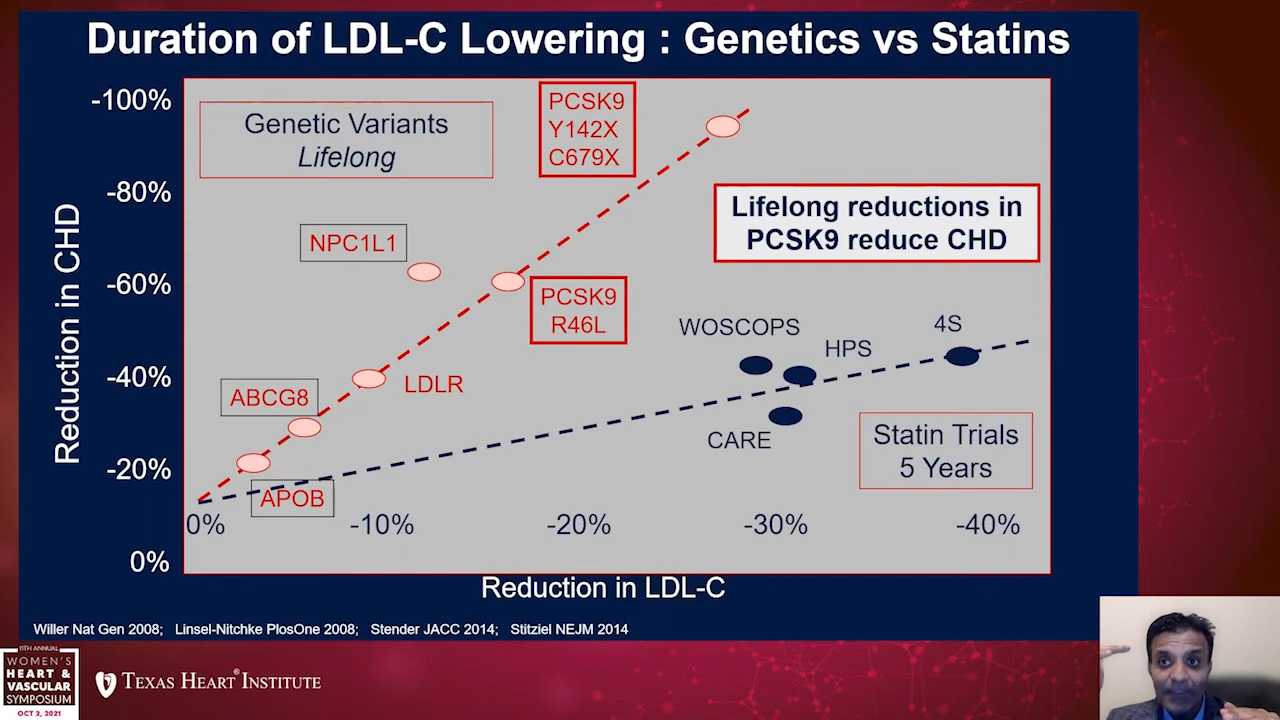 Duration of LDL-C Lowering : Genetics vs Statins
-100%
-80%
-60%
-40%
-20%
0%
Reduction in CHD
Genetic Variants
Lifelong
PCSK9
Y142X
C679X
Lifelong reductions in
PCSK9 reduce CHD
NPC1L1
PCSK9
R46L
WOSCOPS
HPS
4S
ABCG8
LDLR
CARE
Statin Trials
5 Years
APOB
0%
-10%
-20%
-30%
-40%
Reduction in LDL-C
Willer Nat Gen 2008; Linsel-Nitchke PlosOne 2008; Stender JACC 2014; Stitziel NEJM 2014
11TH ANNUAL
WOMEN'S
HEART &
VASCULAR
SYMPOSIUM
OCT 2, 2021
TEXAS HEART® INSTITUTE